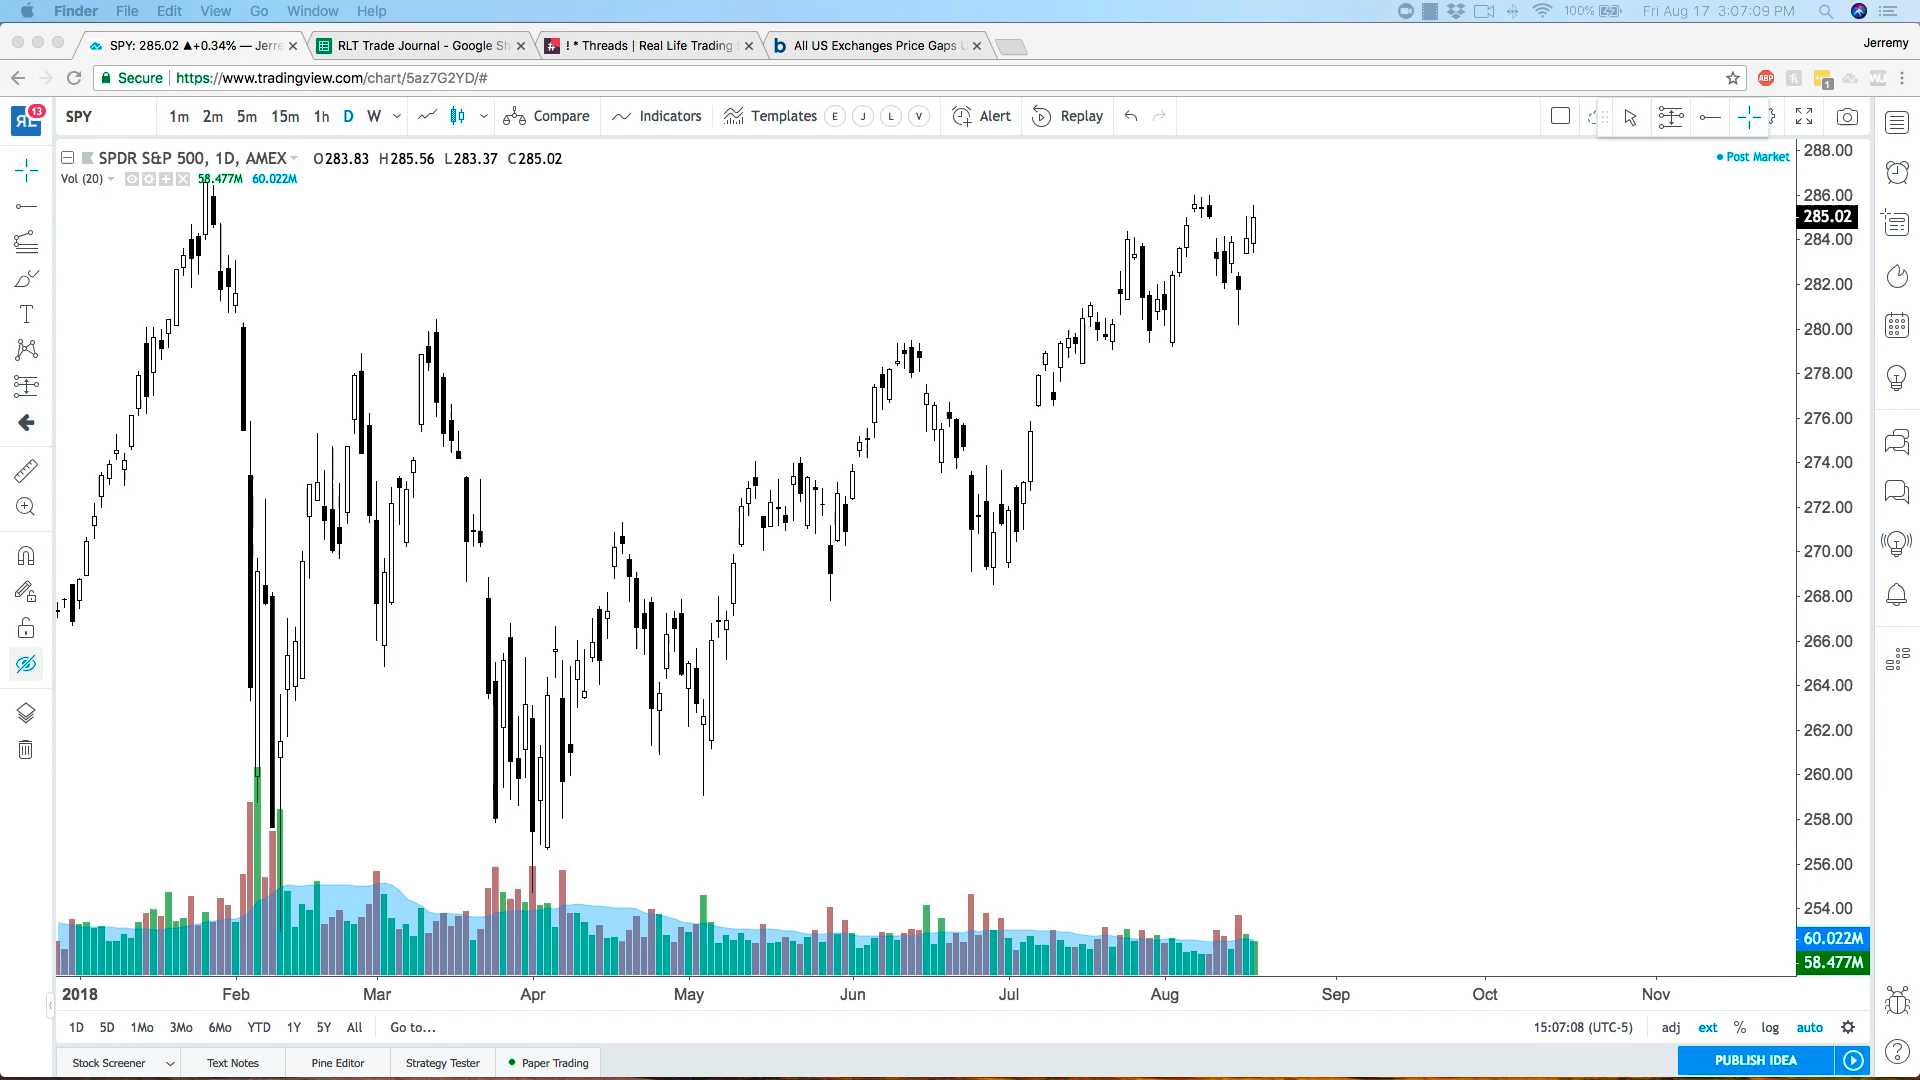 Finder File Edit View Go Window Help 100% Fri Aug 17 3:07:09 PM
SPY: 285.02 ▲+0.34% — Jerre
RLT Trade Journal - Google Sh
! * Threads | Real Life Trading
All US Exchanges Price Gaps U
Jeremy
Secure https://www.tradingview.com/chart/5az7G2YD/#
ABP
1
13
SPY 1m 2m 5m 15m 1h D W Compare Indicators Templates E J L V Alert Replay
SPDR S&P 500, 1D, AMEX O283.83 H285.56 L283.37 C285.02
Post Market
Vol (20) 58.477M 60.022M
288.00
286.00
285.02
284.00
282.00
280.00
278.00
276.00
274.00
272.00
270.00
268.00
266.00
264.00
262.00
260.00
258.00
256.00
254.00
60.022M
58.477M
2018 Feb Mar Apr May Jun Jul Aug Sep Oct Nov
1D 5D 1Mo 3Mo 6Mo YTD 1Y 5Y All Go to... 15:07:08 (UTC-5) adj ext % log auto
Stock Screener Text Notes Pine Editor Strategy Tester Paper Trading PUBLISH IDEA